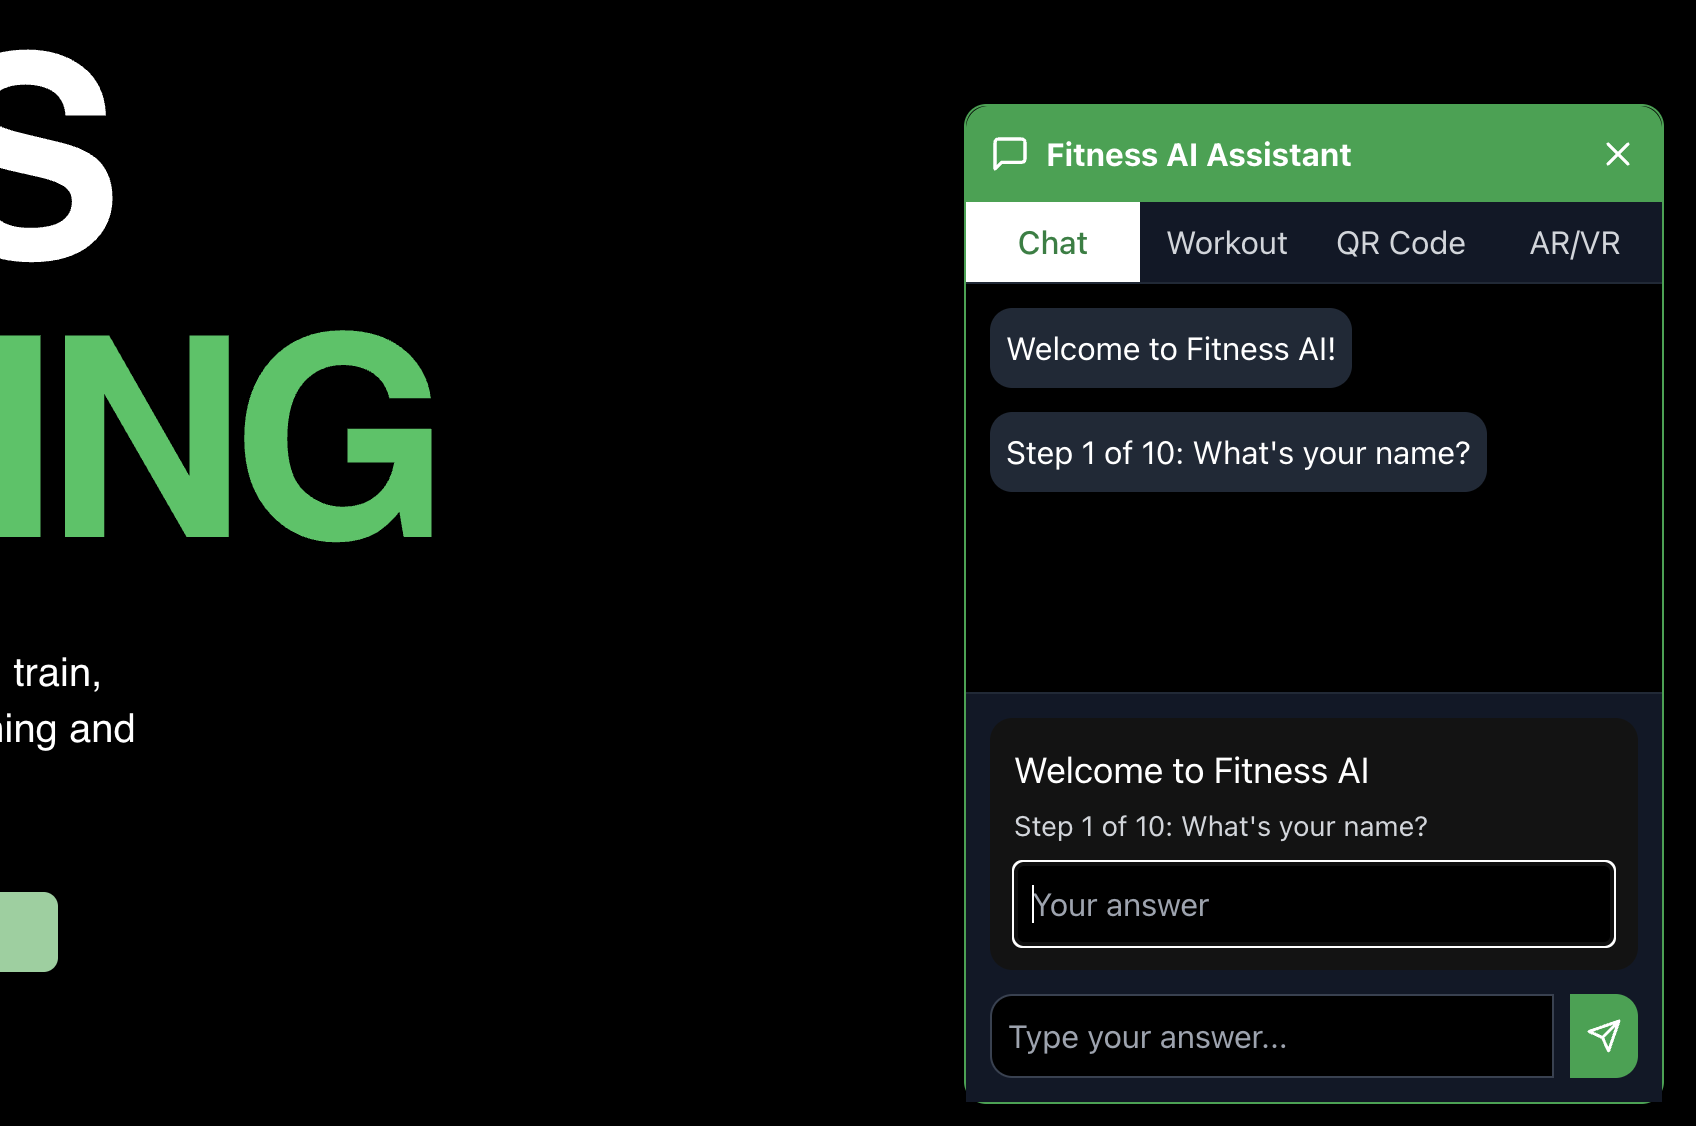 S
ING
train,
ning and
Fitness AI Assistant
Chat Workout QR Code AR/VR
Welcome to Fitness AI!
Step 1 of 10: What's your name?
Welcome to Fitness AI
Step 1 of 10: What's your name?
Your answer
Type your answer...